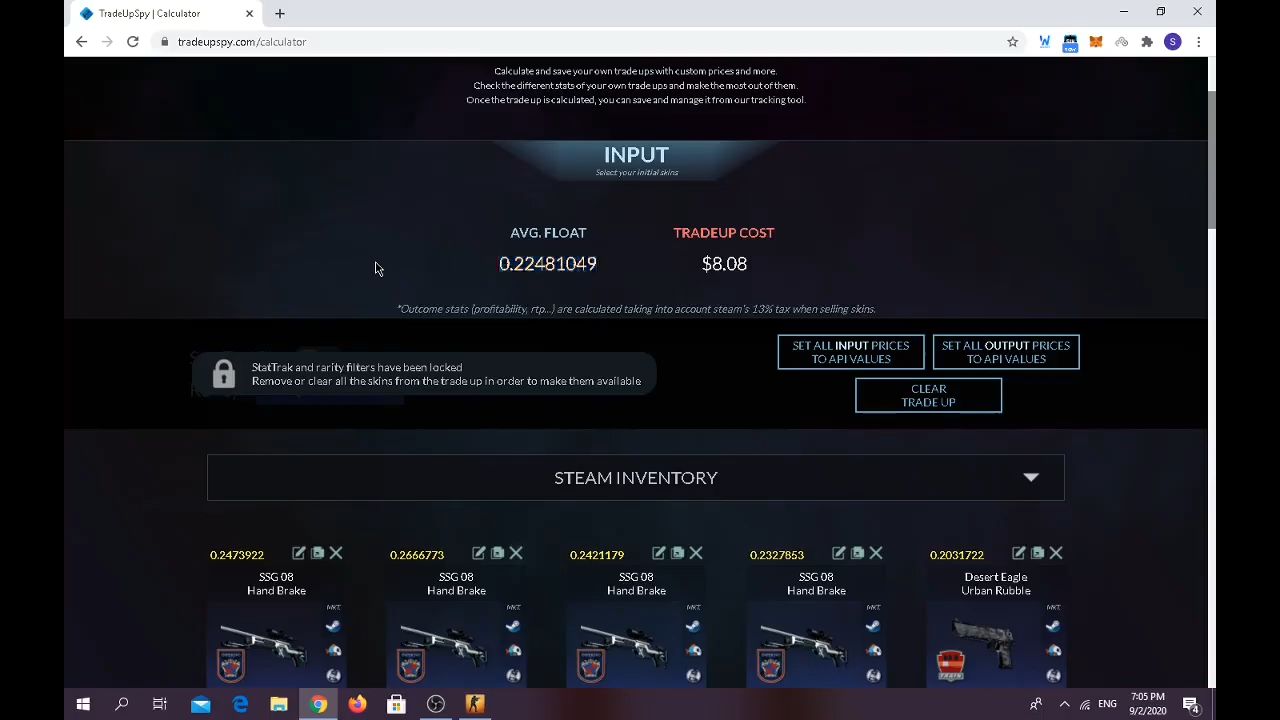 TradeUpSpy | Calculator
tradeupspy.com/calculator
Calculate and save your own trade ups with custom prices and more.
Check the different stats of your own trade ups and make the most out of them.
Once the trade up is calculated, you can save and manage it from our tracking tool.
INPUT
Select your initial skins
AVG. FLOAT
TRADEUP COST
0.22481049
$8.08
*Outcome stats (profitability, rtp...) are calculated taking into account steam's 13% tax when selling skins.
StatTrak and rarity filters have been locked
Remove or clear all the skins from the trade up in order to make them available
SET ALL INPUT PRICES
TO API VALUES
SET ALL OUTPUT PRICES
TO API VALUES
CLEAR
TRADE UP
STEAM INVENTORY
0.2473922
SSG 08
Hand Brake
MKT.
0.2666773
SSG 08
Hand Brake
MKT.
0.2421179
SSG 08
Hand Brake
MKT.
0.2327853
SSG 08
Hand Brake
MKT.
0.2031722
Desert Eagle
Urban Rubble
MKT.
ENG
7:05 PM
9/2/2020